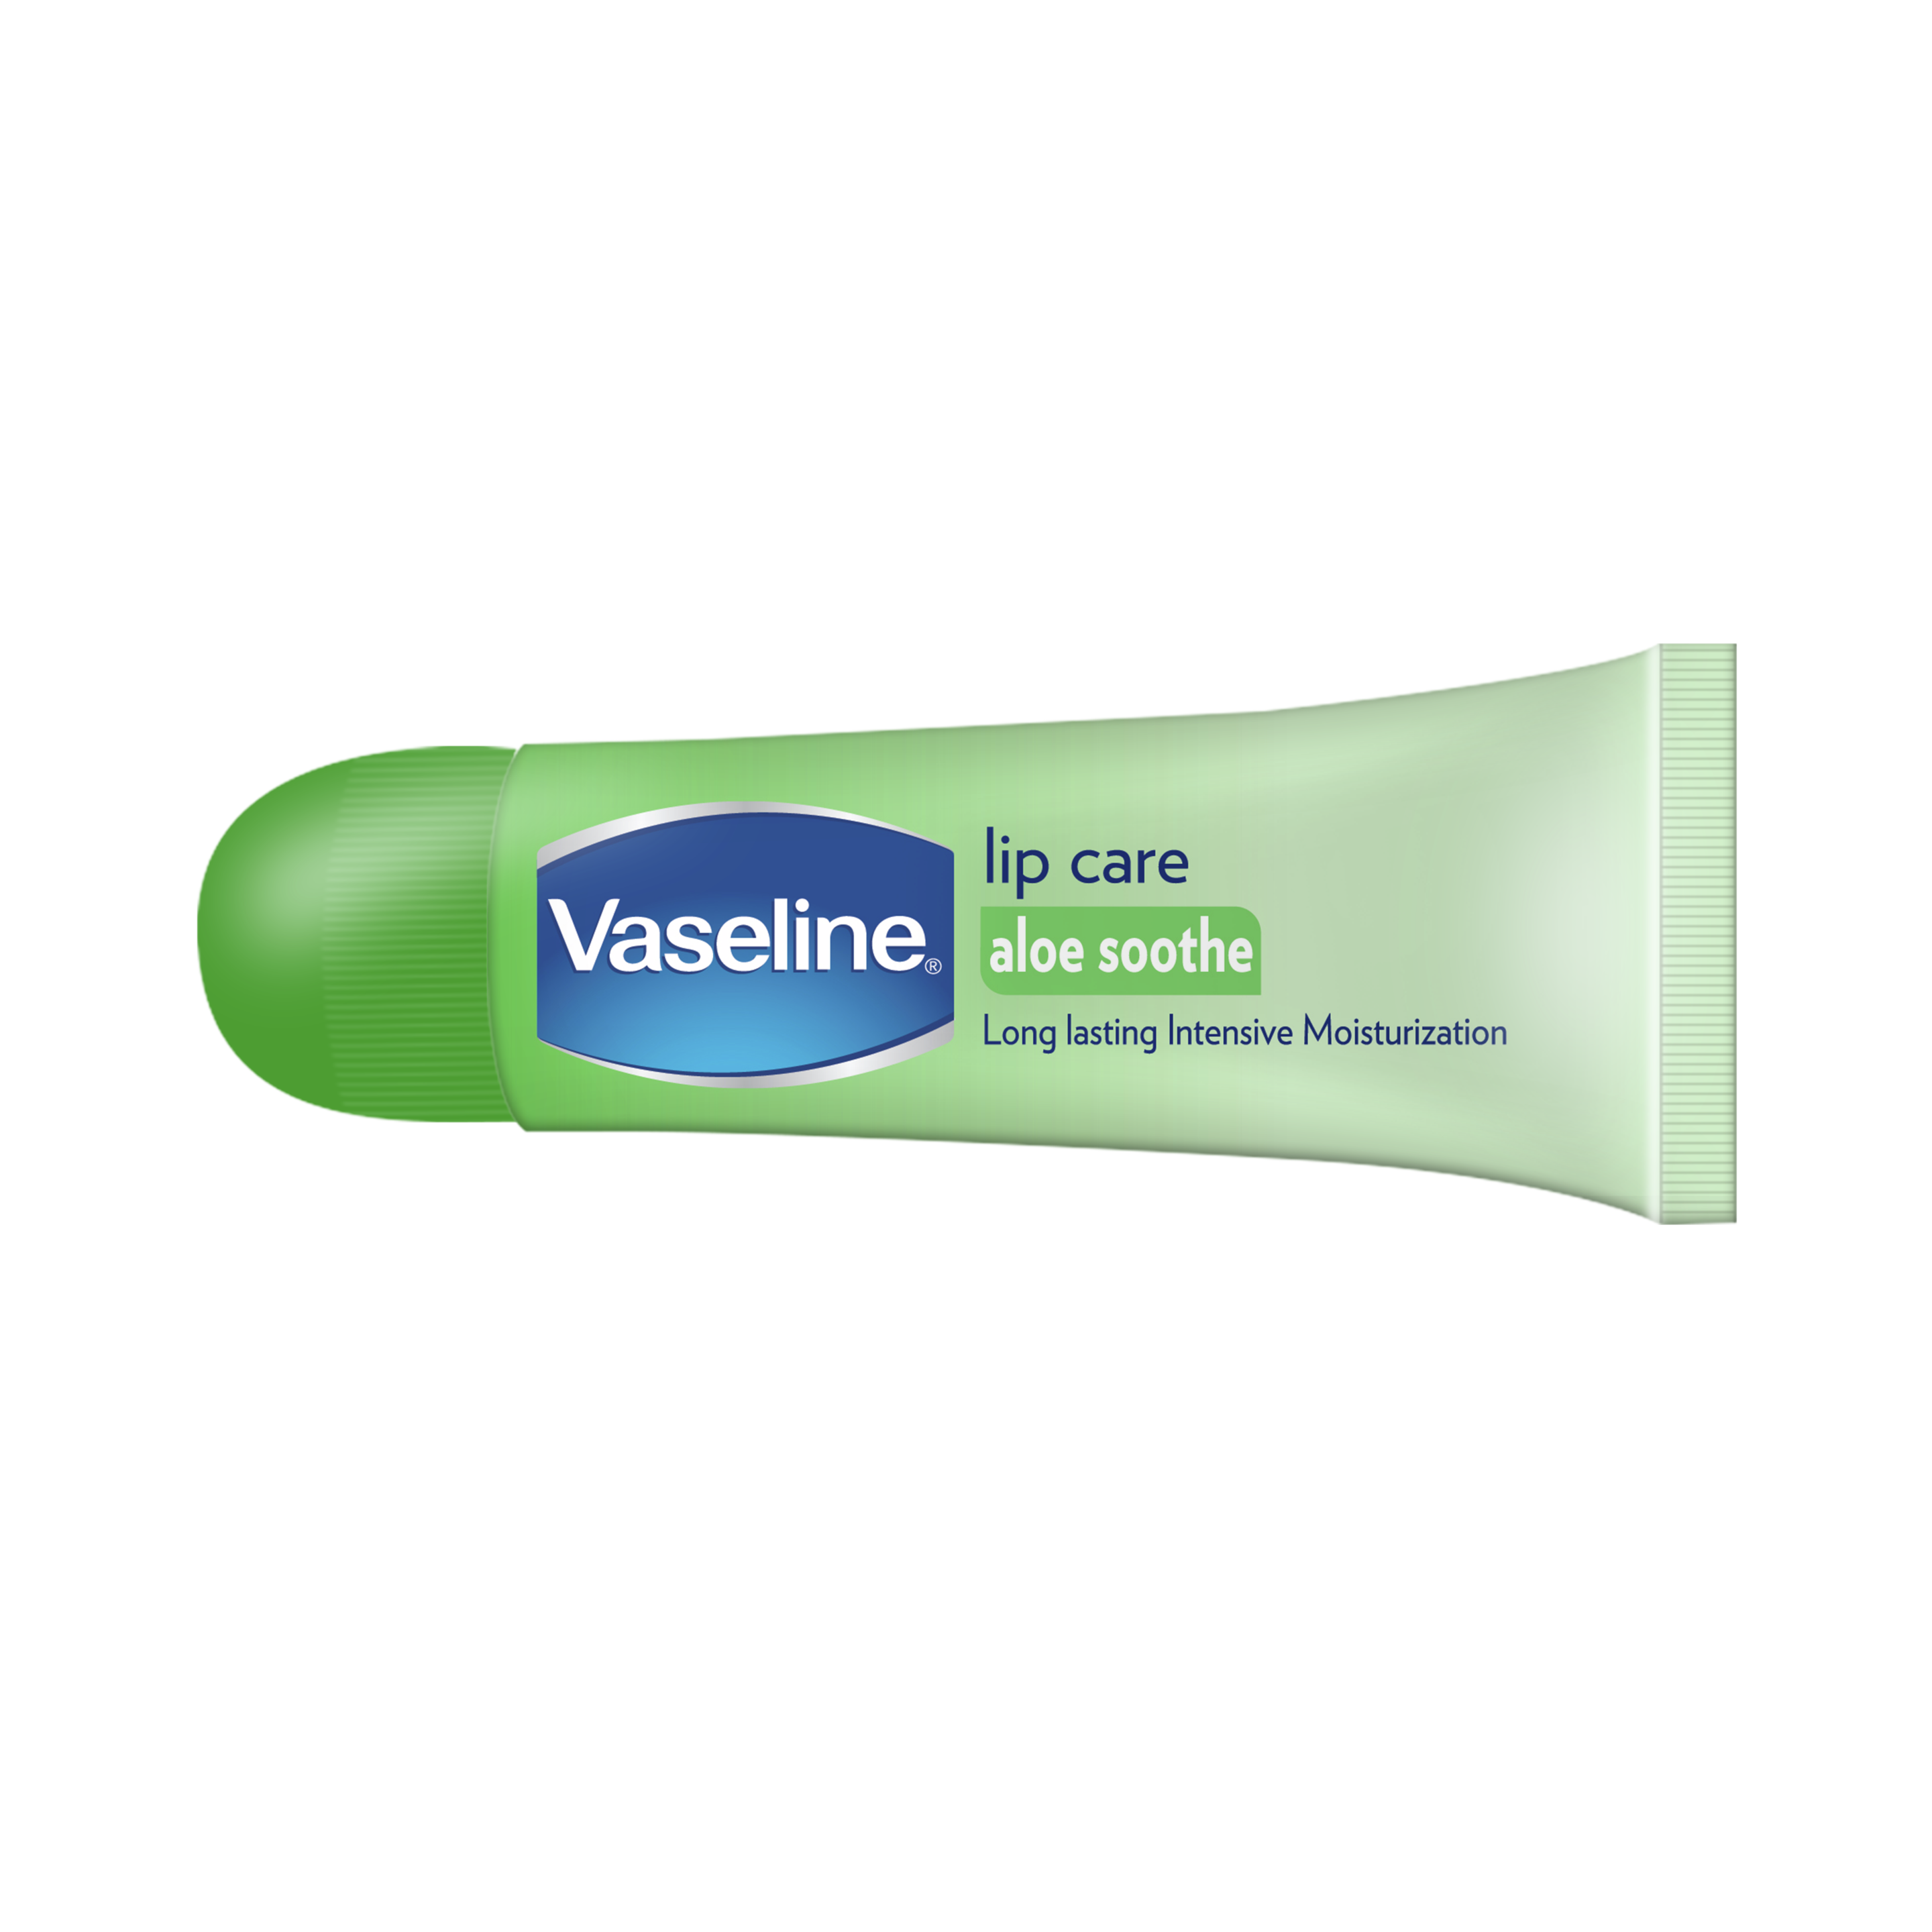 Vaseline®
lip care
aloe soothe
Long lasting Intensive Moisturization